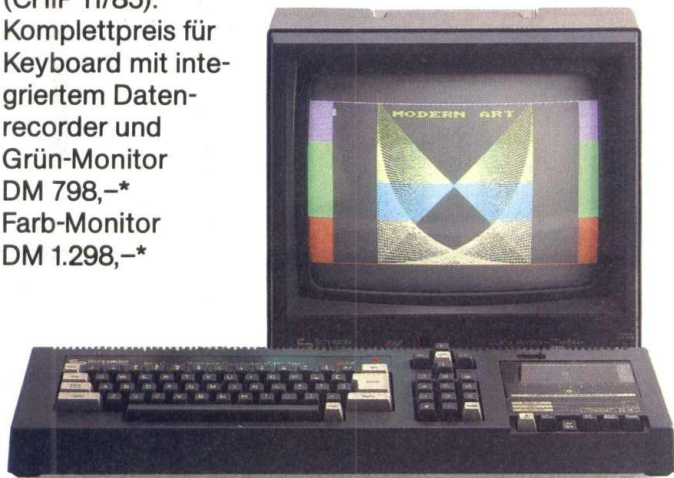 (CHIP 11/85).
Komplettpreis für
Keyboard mit inte-
griertem Daten-
recorder und
Grün-Monitor
DM 798,–*
Farb-Monitor
DM 1.298,–*
MODERN ART
Schneider